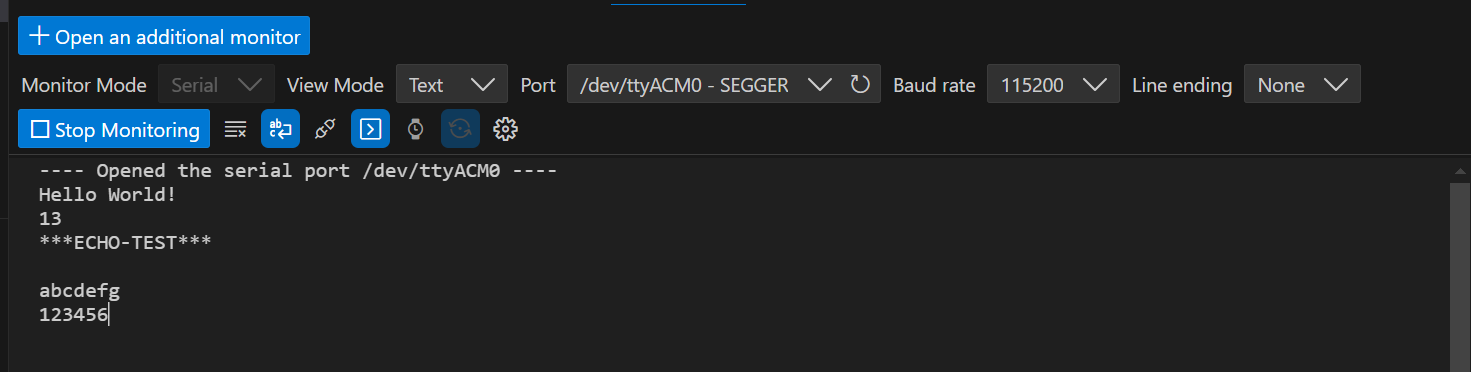 Open an additional monitor
Monitor Mode Serial View Mode Text Port /dev/ttyACM0 - SEGGER Baud rate 115200 Line ending None
Stop Monitoring
---- Opened the serial port /dev/ttyACM0 ----
Hello World!
13
***ECHO-TEST***
abcdefg
123456